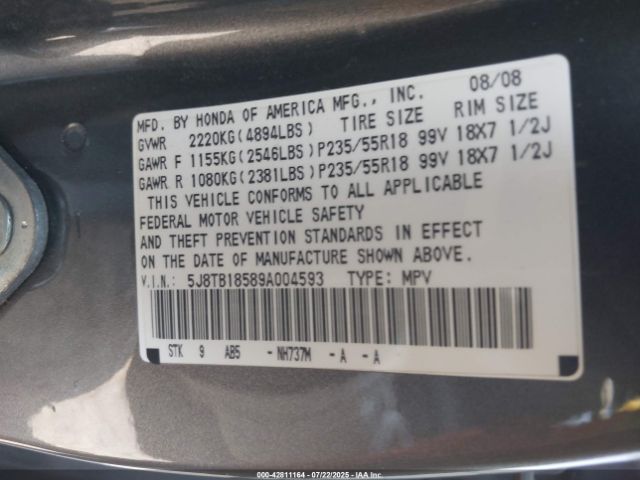 MFD. BY HONDA OF AMERICA MFG., INC. 08/08
GVWR 2220KG(4894LBS) TIRE SIZE RIM SIZE
GAWR F 1155KG(2546LBS)P235/55R18 99V 18X7 1/2J
GAWR R 1080KG(2381LBS)P235/55R18 99V 18X7 1/2J
THIS VEHICLE CONFORMS TO ALL APPLICABLE
FEDERAL MOTOR VEHICLE SAFETY
AND THEFT PREVENTION STANDARDS IN EFFECT
ON THE DATE OF MANUFACTURE SHOWN ABOVE.
V.I.N.: 5J8TB18589A004593 TYPE: MPV
STK 9 AB5 -NH737M -A -A
000-42811164 | 07/22/2025 | IAAI.COM